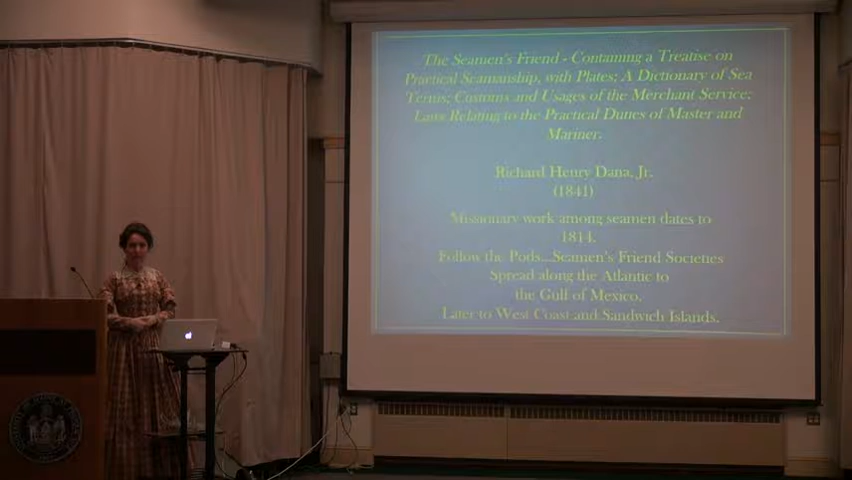 The Seamen's Friend - Containing a Treatise on
Practical Seamanship, with Plates; A Dictionary of Sea
Terms; Customs and Usages of the Merchant Service;
Laws Relating to the Practical Duties of Master and
Mariner.
Richard Henry Dana, Jr.
(1841)
Missionary work among seamen dates to
1814.
Follow the Pods...Seamen's Friend Societies
Spread along the Atlantic to
the Gulf of Mexico.
Later to West Coast and Sandwich Islands.